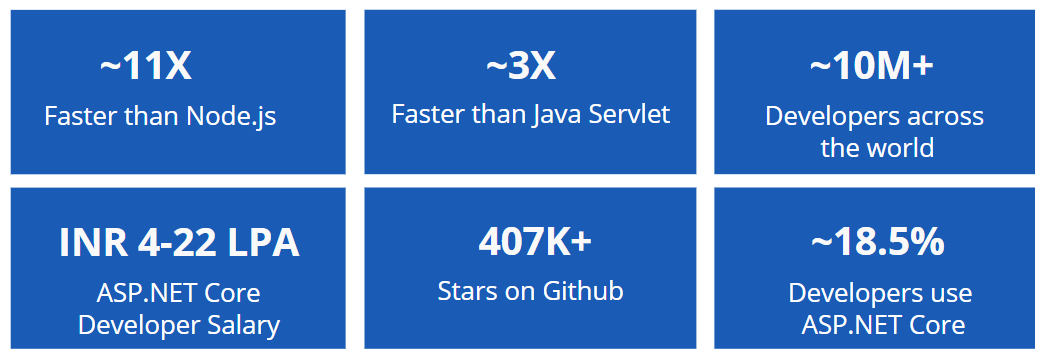 ~11X
Faster than Node.js
~3X
Faster than Java Servlet
~10M+
Developers across
the world
INR 4-22 LPA
ASP.NET Core
Developer Salary
407K+
Stars on Github
~18.5%
Developers use
ASP.NET Core